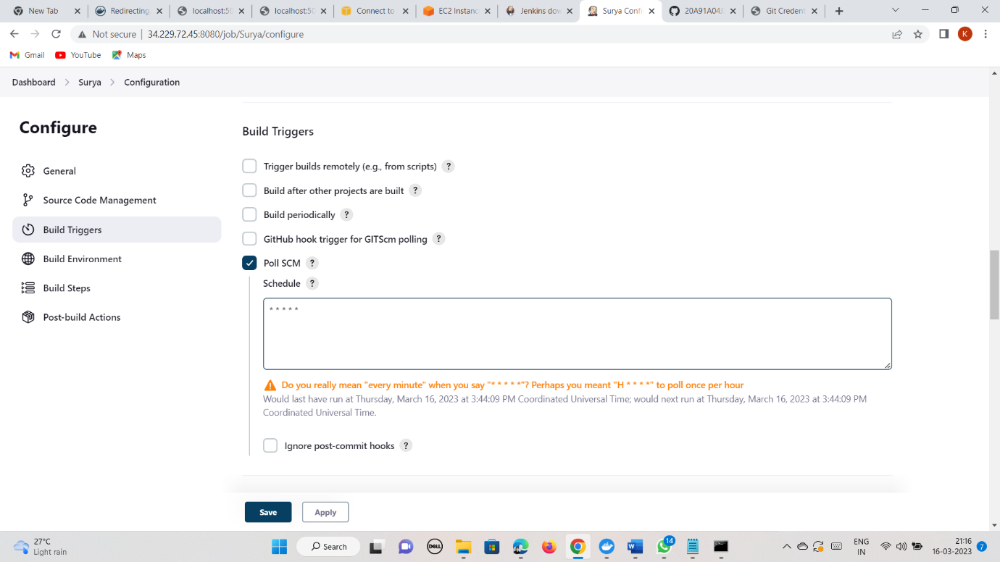 New Tab
Redirecting
localhost:50
localhost:50
Connect to
EC2 Instanc
Jenkins dow
Surya Confi
20A91A04J
Git Credent
Not secure
34.229.72.45:8080/job/Surya/configure
K
Gmail
YouTube
Maps
Dashboard
Surya
Configuration
Configure
General
Source Code Management
Build Triggers
Build Environment
Build Steps
Post-build Actions
Build Triggers
Trigger builds remotely (e.g., from scripts) ?
Build after other projects are built ?
Build periodically ?
GitHub hook trigger for GITScm polling ?
Poll SCM ?
Schedule ?
* * * * *
Do you really mean "every minute" when you say "* * * * *"? Perhaps you meant "H * * * *" to poll once per hour
Would last have run at Thursday, March 16, 2023 at 3:44:09 PM Coordinated Universal Time; would next run at Thursday, March 16, 2023 at 3:44:09 PM
Coordinated Universal Time.
Ignore post-commit hooks ?
Save
Apply
27°C
Light rain
Search
DELL
W
14
ENG
IN
21:16
16-03-2023
7